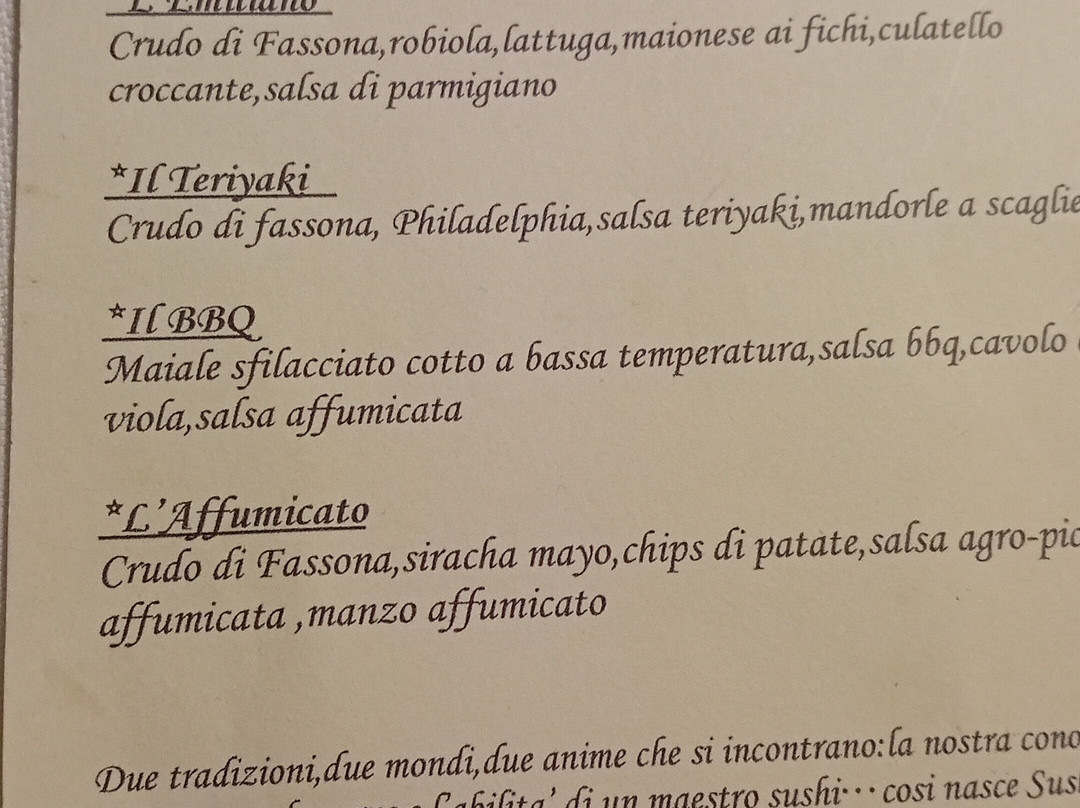 L'Emiliano
Crudo di Fassona,robiola,lattuga,maionese ai fichi,culatello
croccante,salsa di parmigiano
*Il Teriyaki
Crudo di fassona, Philadelphia,salsa teriyaki,mandorle a scaglie
*Il BBQ
Maiale sfilacciato cotto a bassa temperatura,salsa bbq,cavolo
viola,salsa affumicata
*L'Affumicato
Crudo di Fassona,siracha mayo,chips di patate,salsa agro-pic
affumicata ,manzo affumicato
Due tradizioni,due mondi,due anime che si incontrano:la nostra cono
l'abilita' di un maestro sushi···cosi nasce Sus